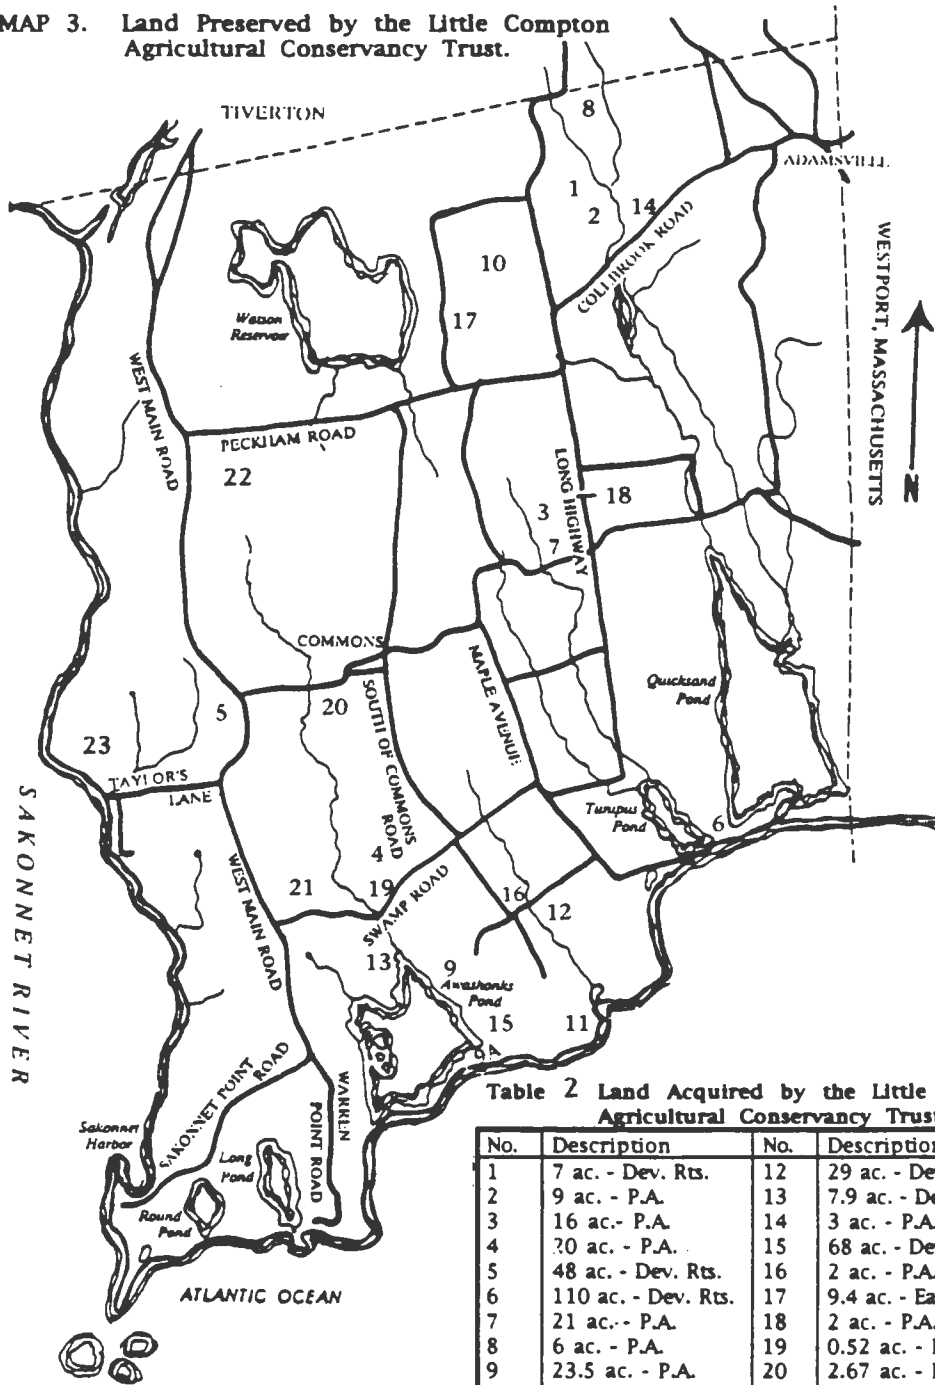 MAP 3. Land Preserved by the Little Compton
Agricultural Conservancy Trust.
TIVERTON
8
ADAMSVILLE
1
2
14
COLLBROOK ROAD
WESTPORT, MASSACHUSETTS
10
17
Watson
Reservoir
N
WEST MAIN ROAD
PECKHAM ROAD
22
LONG HIGHWAY
18
3
7
COMMONS
MAPLE AVENUE
SOUTH OF COMMONS
ROAD
Quicksand
Pond
20
5
23
TAYLOR'S
LANE
SAKONNET RIVER
Tunipus
Pond
6
4
WEST MAIN ROAD
21
19
SWAMP ROAD
16
12
13
9
Awashonks
Pond
15
11
9A
SAKONNET POINT
ROAD
WARREN
POINT ROAD
Sakonnet
Harbor
Long
Pond
Round
Pond
ATLANTIC OCEAN
Table 2 Land Acquired by the Little
Agricultural Conservancy Trust
No. Description No. Description
1 7 ac. - Dev. Rts. 12 29 ac. - De
2 9 ac. - P.A. 13 7.9 ac. - De
3 16 ac.- P.A. 14 3 ac. - P.A.
4 20 ac. - P.A. 15 68 ac. - De
5 48 ac. - Dev. Rts. 16 2 ac. - P.A.
6 110 ac. - Dev. Rts. 17 9.4 ac. - Ea
7 21 ac. - P.A. 18 2 ac. - P.A.
8 6 ac. - P.A. 19 0.52 ac. -
9 23.5 ac. - P.A. 20 2.67 ac. -